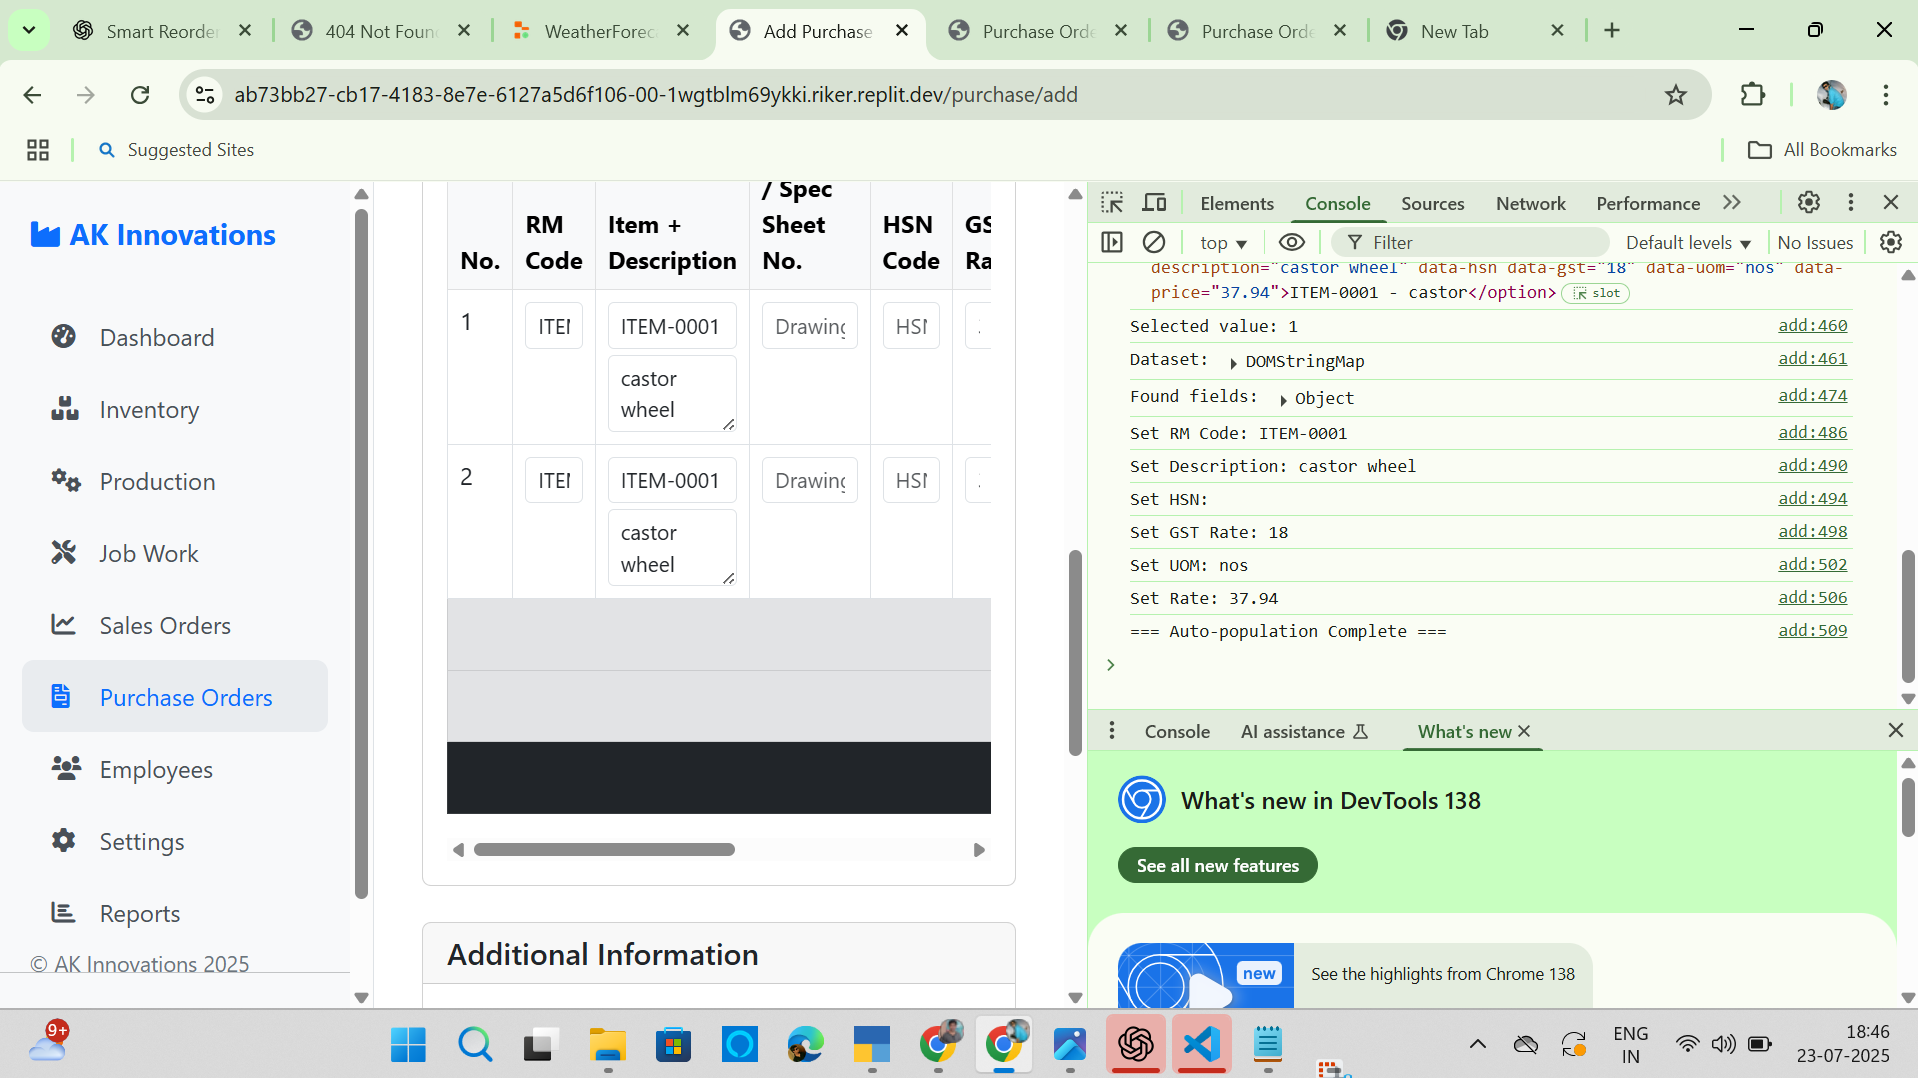 Smart Reorde
404 Not Foun
WeatherForec
Add Purchase
Purchase Orde
Purchase Orde
New Tab
ab73bb27-cb17-4183-8e7e-6127a5d6f106-00-1wgtblm69ykki.riker.replit.dev/purchase/add
Suggested Sites
All Bookmarks
AK Innovations
Dashboard
Inventory
Production
Job Work
Sales Orders
Purchase Orders
Employees
Settings
Reports
© AK Innovations 2025
No.
RM Code
Item + Description
/ Spec Sheet No.
HSN Code
GS Ra
1
ITEM
ITEM-0001
castor wheel
Drawing
HSN
2
ITEM
ITEM-0001
castor wheel
Drawing
HSN
Additional Information
Elements
Console
Sources
Network
Performance
top
Filter
Default levels
No Issues
description="castor wheel" data-hsn data-gst="18" data-uom="nos" data-
price="37.94">ITEM-0001 - castor</option>
slot
Selected value: 1 add:460
Dataset: DOMStringMap add:461
Found fields: Object add:474
Set RM Code: ITEM-0001 add:486
Set Description: castor wheel add:490
Set HSN: add:494
Set GST Rate: 18 add:498
Set UOM: nos add:502
Set Rate: 37.94 add:506
=== Auto-population Complete === add:509
Console
AI assistance
What's new
What's new in DevTools 138
See all new features
new
See the highlights from Chrome 138
9+
ENG
IN
18:46
23-07-2025